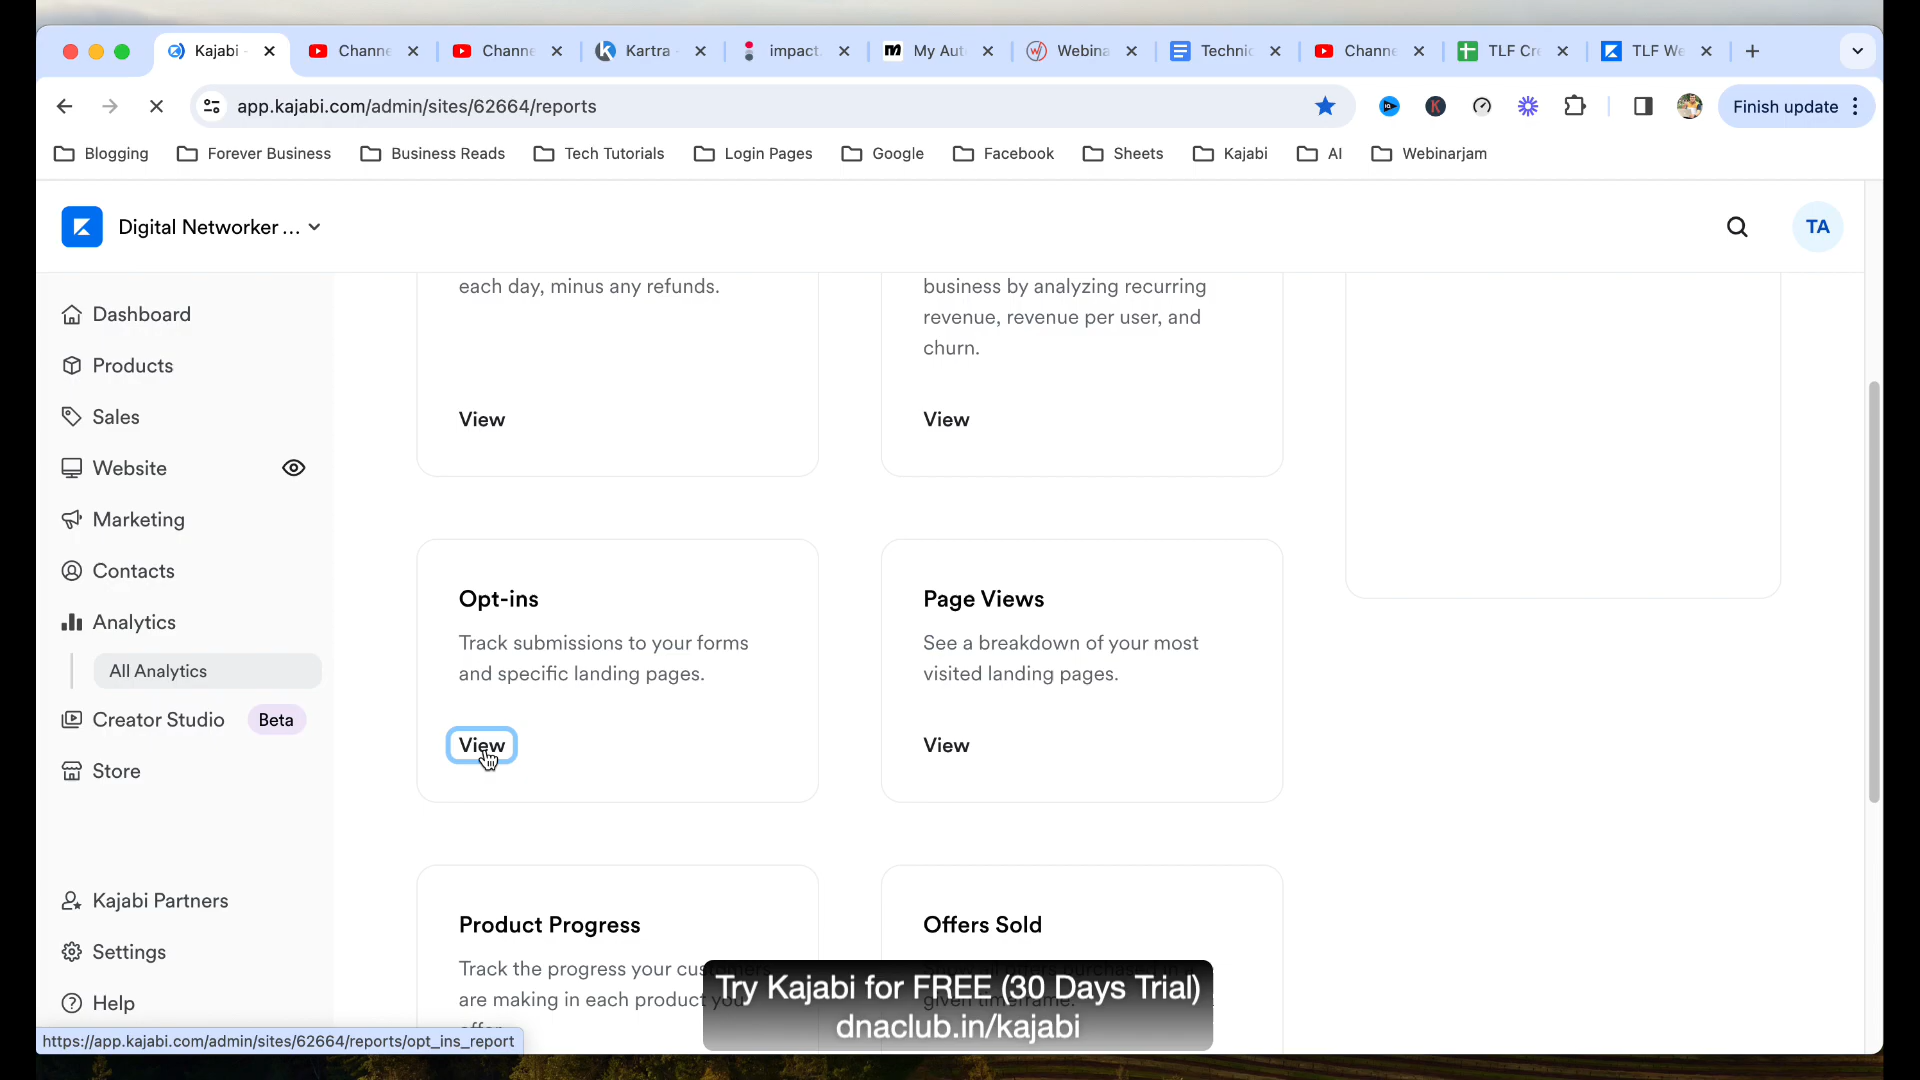 Kajabi -
Channe
Channe
Kartra -
impact.
My Aut
Webina
Technic
Channe
TLF Cre
TLF We
app.kajabi.com/admin/sites/62664/reports
Finish update
Blogging
Forever Business
Business Reads
Tech Tutorials
Login Pages
Google
Facebook
Sheets
Kajabi
AI
Webinarjam
Digital Networker ...
TA
Dashboard
Products
Sales
Website
Marketing
Contacts
Analytics
All Analytics
Creator Studio Beta
Store
Kajabi Partners
Settings
Help
each day, minus any refunds.
View
business by analyzing recurring
revenue, revenue per user, and
churn.
View
Opt-ins
Track submissions to your forms
and specific landing pages.
View
Page Views
See a breakdown of your most
visited landing pages.
View
Product Progress
Track the progress your customers
are making in each product you
offer.
Offers Sold
given timeframe.
Try Kajabi for FREE (30 Days Trial)
dnaclub.in/kajabi
https://app.kajabi.com/admin/sites/62664/reports/opt_ins_report